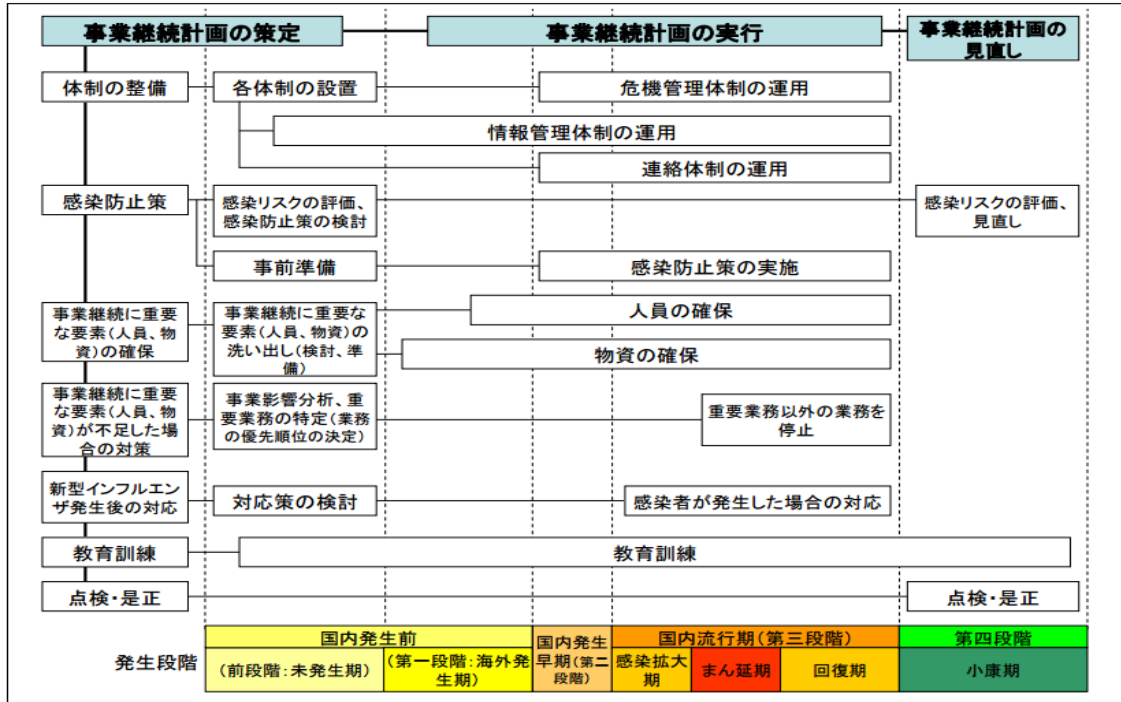 事業継続計画の策定
事業継続計画の実行
事業継続計画の
見直し
体制の整備
各体制の設置
危機管理体制の運用
情報管理体制の運用
連絡体制の運用
感染防止策
感染リスクの評価、
感染防止策の検討
感染リスクの評価、
見直し
事前準備
感染防止策の実施
事業継続に重要
な要素(人員、物
資)の確保
事業継続に重要な
要素(人員、物資)の
洗い出し(検討、準
備)
人員の確保
物資の確保
事業継続に重要
な要素(人員、物
資)が不足した場
合の対策
事業影響分析、重
要業務の特定(業務
の優先順位の決定)
重要業務以外の業務を
停止
新型インフルエン
ザ発生後の対応
対応策の検討
感染者が発生した場合の対応
教育訓練
教育訓練
点検・是正
点検・是正
発生段階
国内発生前
(前段階:未発生期)
(第一段階:海外発
生期)
国内発生
早期(第二
段階)
国内流行期(第三段階)
感染拡大
期
まん延期
回復期
第四段階
小康期